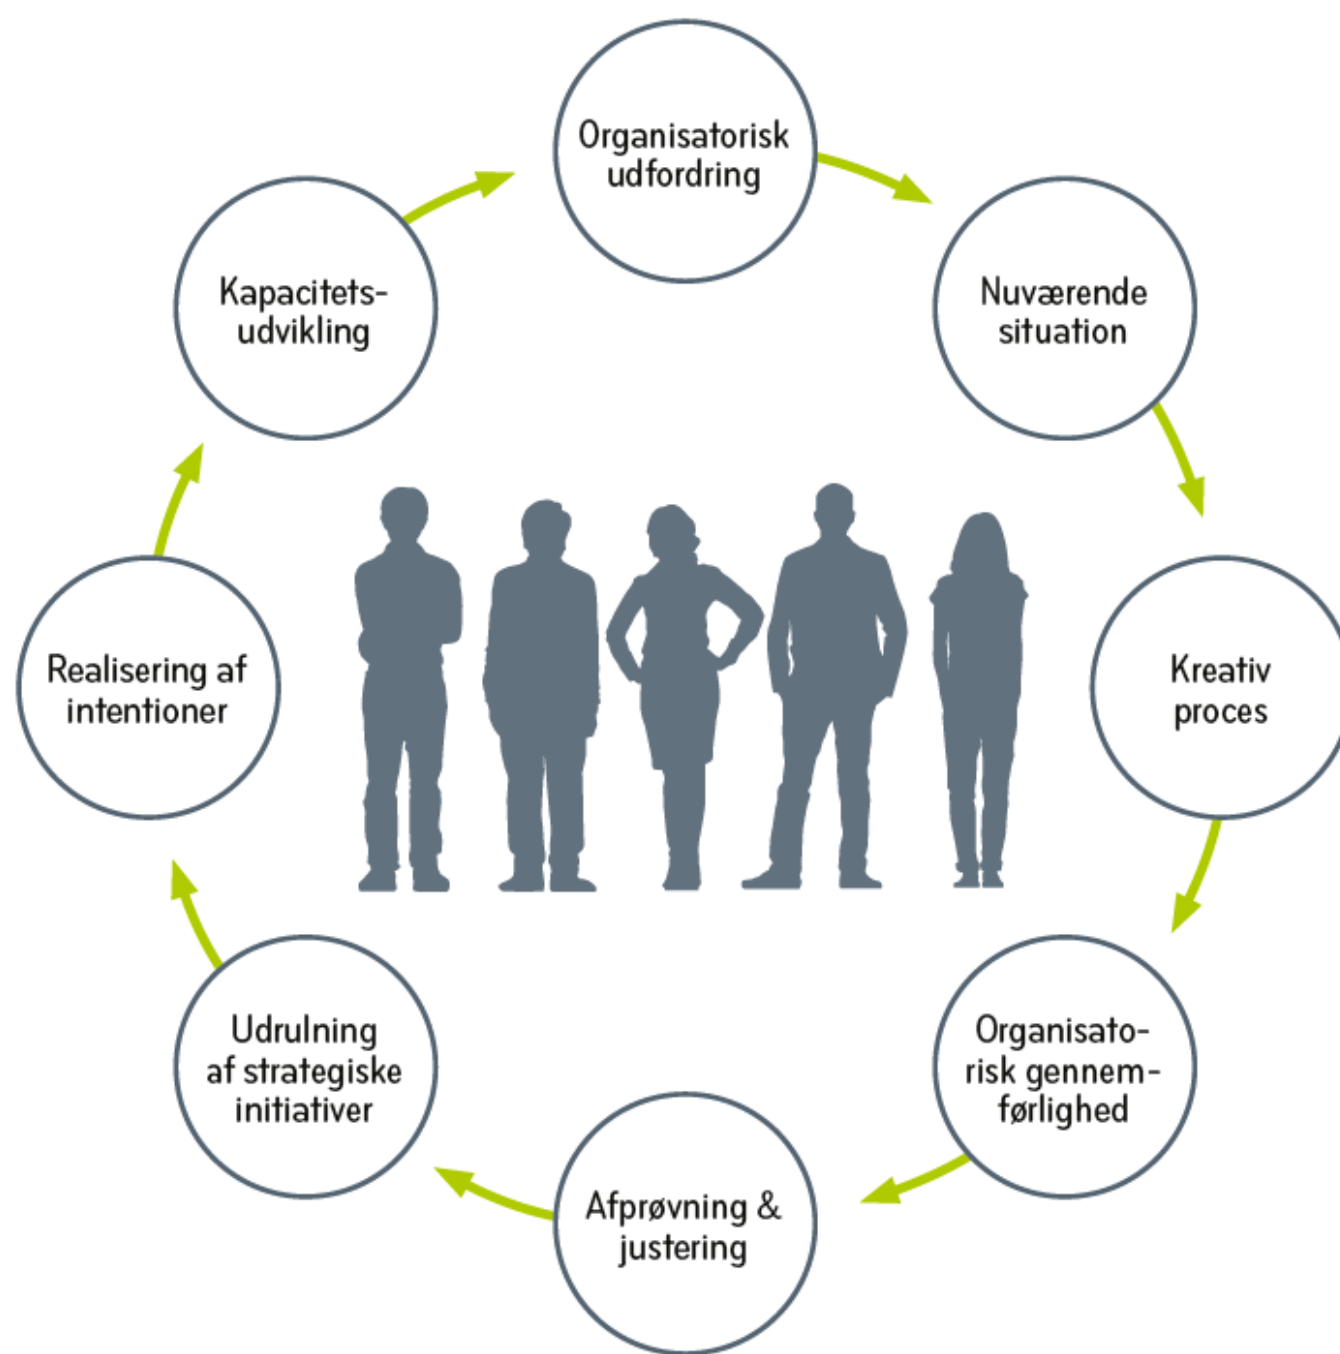 Organisatorisk
udfordring
Nuværende
situation
Kreativ
proces
Organisato-
risk gennem-
førlighed
Afprøvning &
justering
Udrulning
af strategiske
initiativer
Realisering af
intentioner
Kapacitets-
udvikling